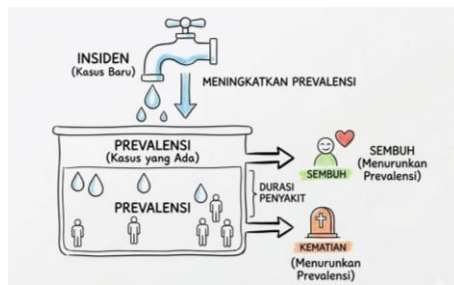 INSIDEN
(Kasus Baru)
MENINGKATKAN PREVALENSI
PREVALENSI
(Kasus yang Ada)
PREVALENSI
DURASI
PENYAKIT
SEMBUH
SEMBUH
(Menurunkan
Prevalensi)
KEMATIAN
(Menurunkan
Prevalensi)